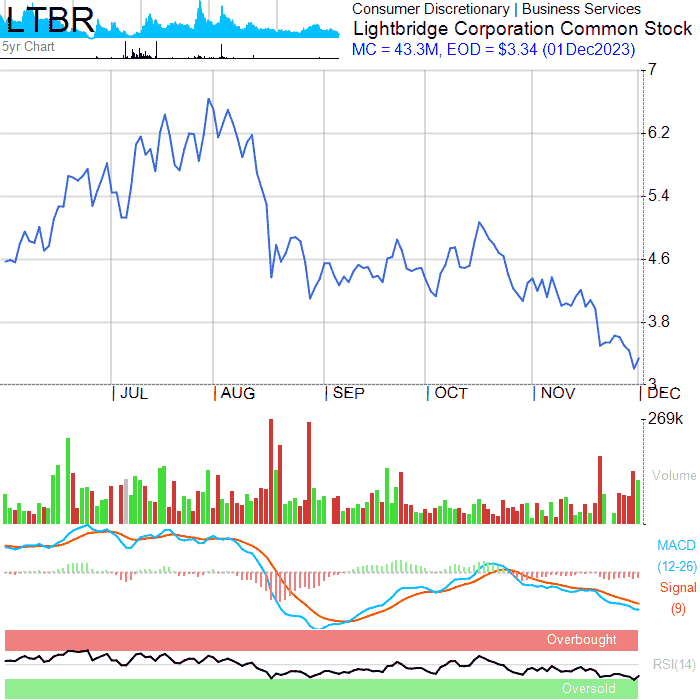 LTBR
Consumer Discretionary | Business Services
5yr Chart
Lightbridge Corporation Common Stock
MC = 43.3M, EOD = $3.34 (01Dec2023)
7
6.2
5.4
4.6
3.8
3
JUL AUG SEP OCT NOV DEC
269k
Volume
MACD
(12-26)
Signal
(9)
Overbought
RSI(14)
Oversold